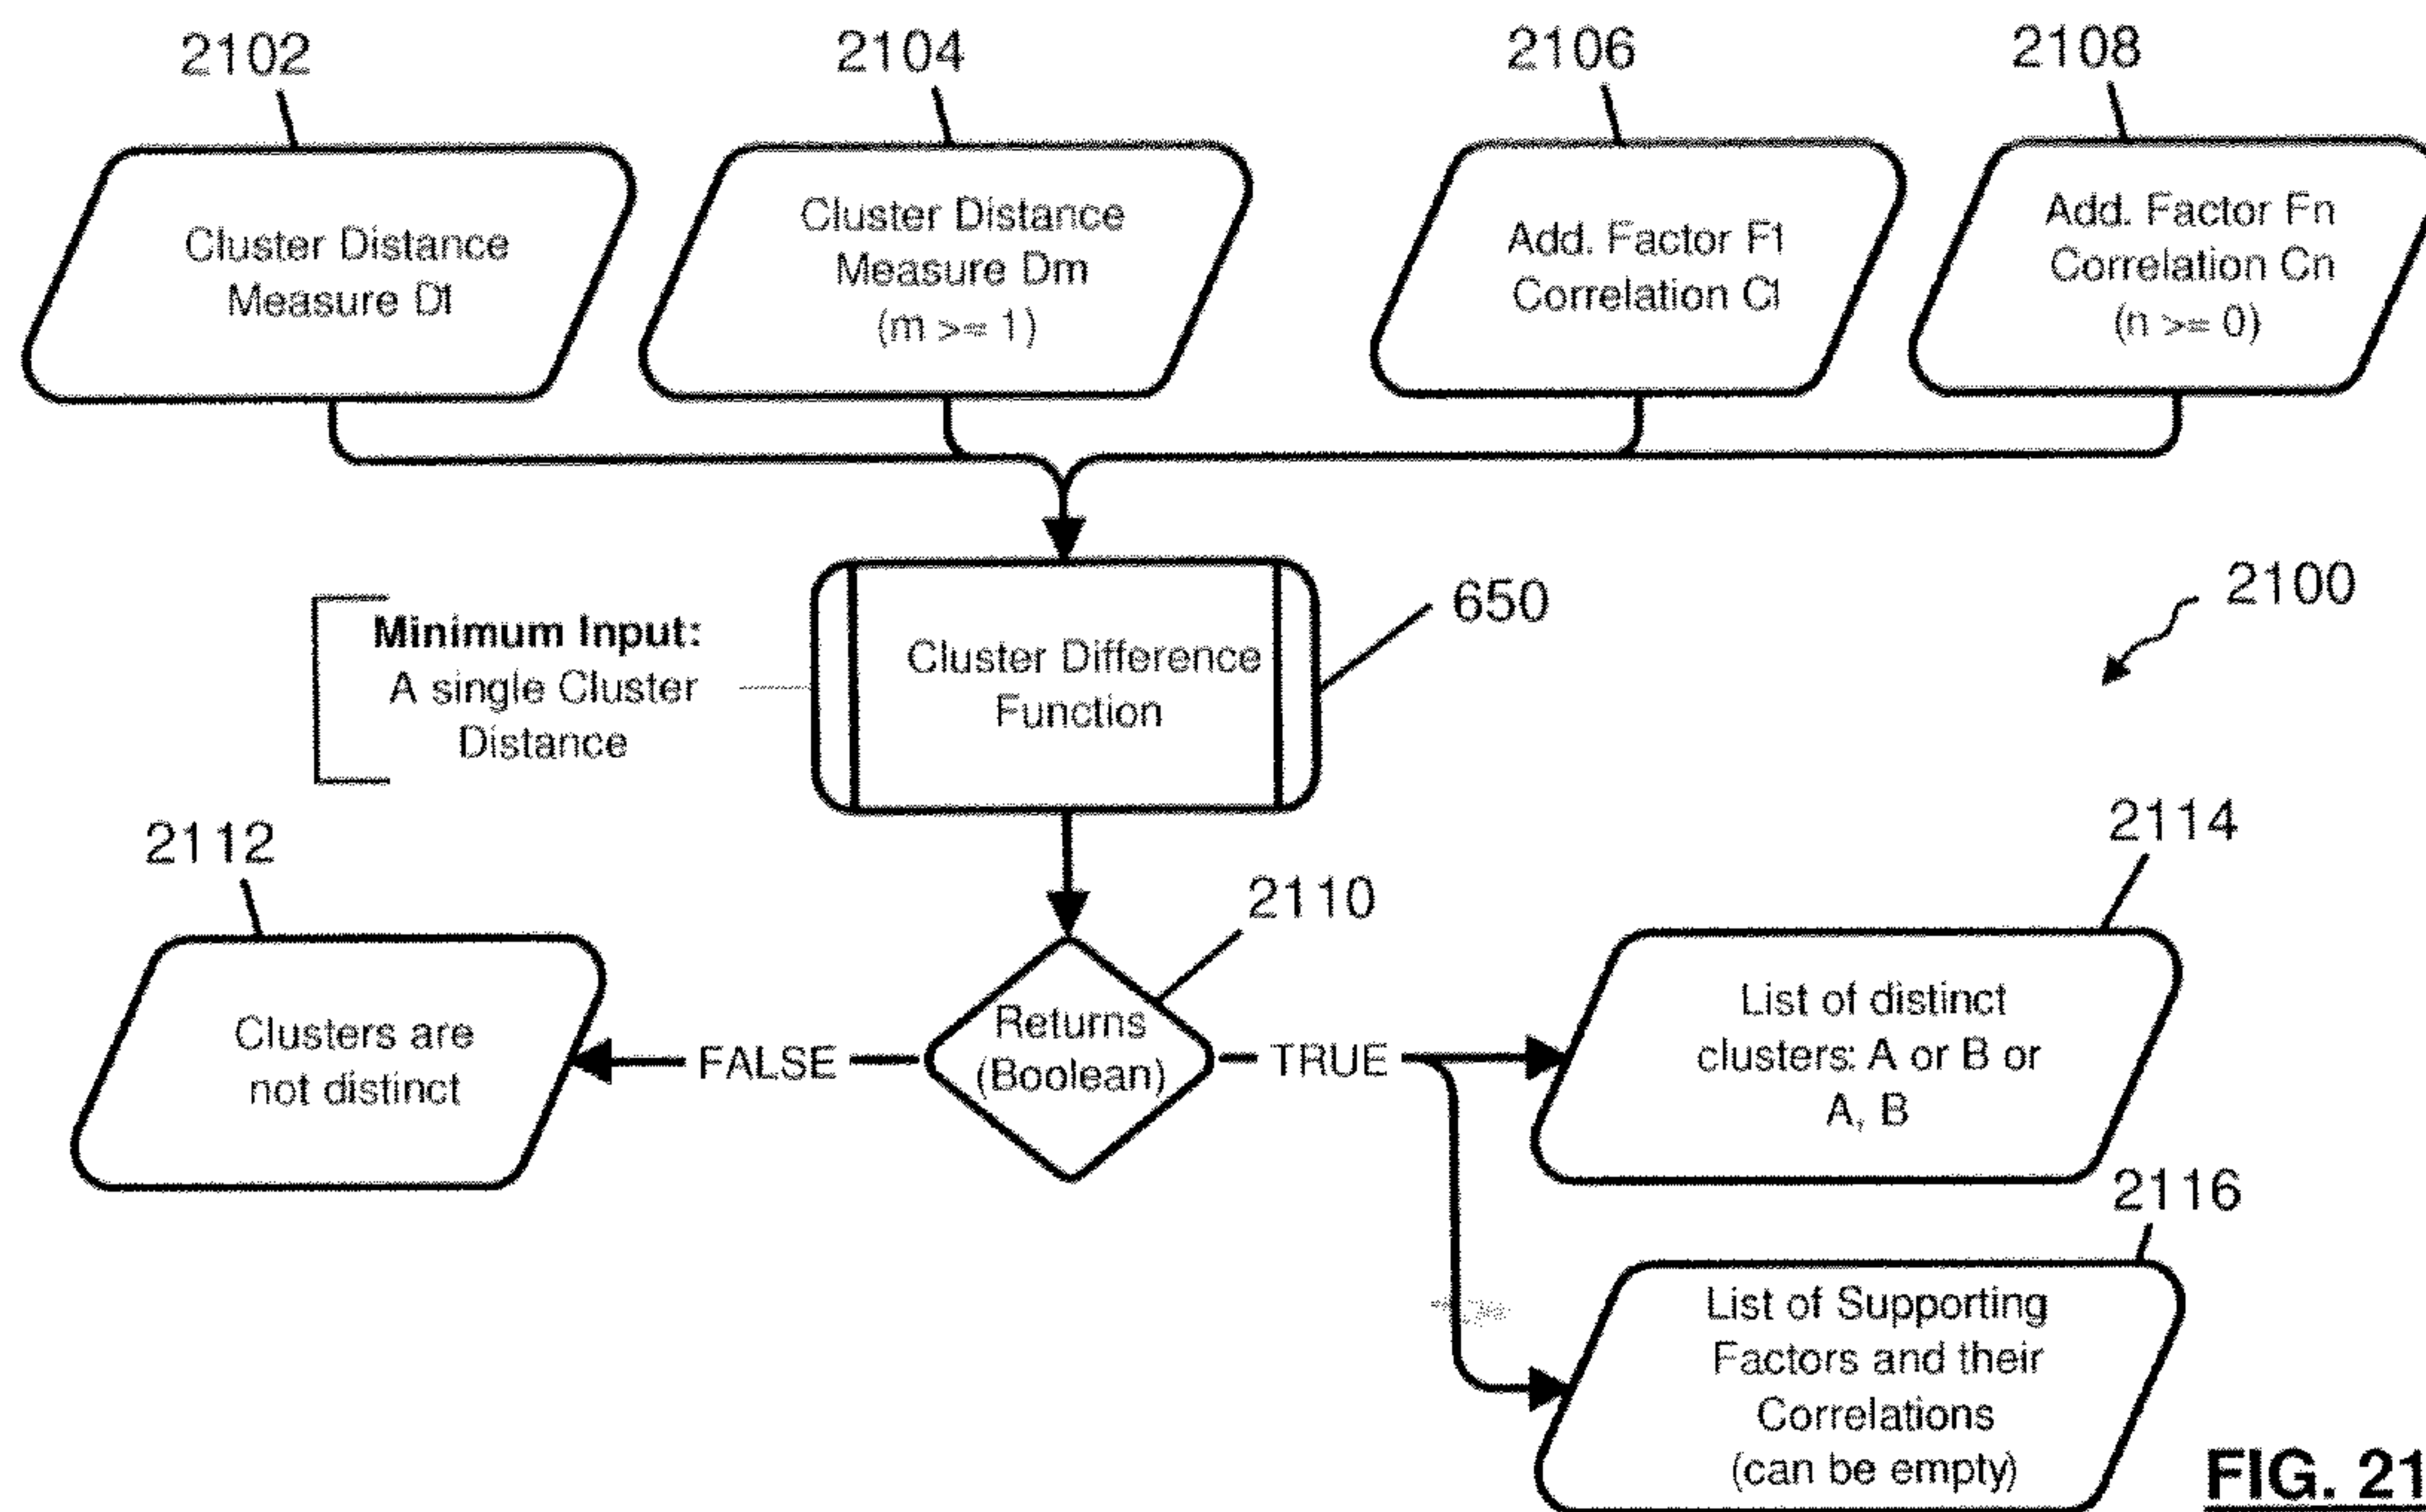 2102
2104
2106
2108
Cluster Distance
Measure D1
Cluster Distance
Measure Dm
(m >= 1)
Add. Factor F1
Correlation C1
Add. Factor Fn
Correlation Cn
(n >= 0)
Minimum Input:
A single Cluster
Distance
Cluster Difference
Function
650
2100
2112
Clusters are
not distinct
FALSE
Returns
(Boolean)
2110
TRUE
2114
List of distinct
clusters: A or B or
A, B
2116
List of Supporting
Factors and their
Correlations
(can be empty)
FIG. 21